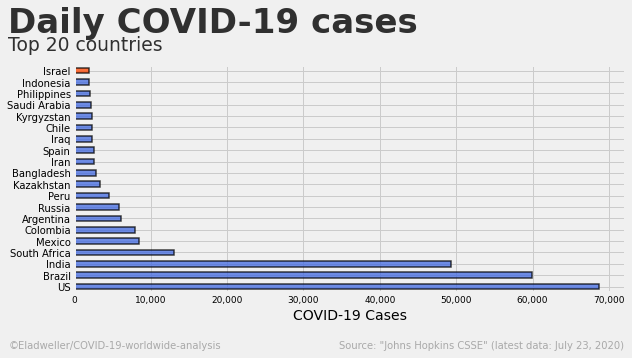 Daily COVID-19 cases
Top 20 countries
Israel
Indonesia
Philippines
Saudi Arabia
Kyrgyzstan
Chile
Iraq
Spain
Iran
Bangladesh
Kazakhstan
Peru
Russia
Argentina
Colombia
Mexico
South Africa
India
Brazil
US
0 10,000 20,000 30,000 40,000 50,000 60,000 70,000
COVID-19 Cases
©Eladweller/COVID-19-worldwide-analysis Source: "Johns Hopkins CSSE" (latest data: July 23, 2020)